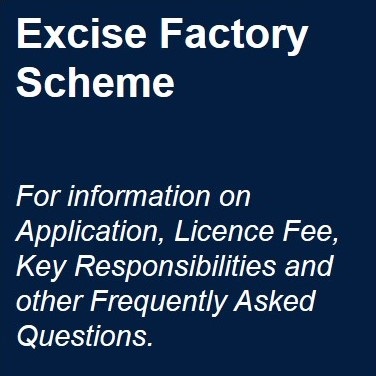 Excise Factory
Scheme
For information on
Application, Licence Fee,
Key Responsibilities and
other Frequently Asked
Questions.